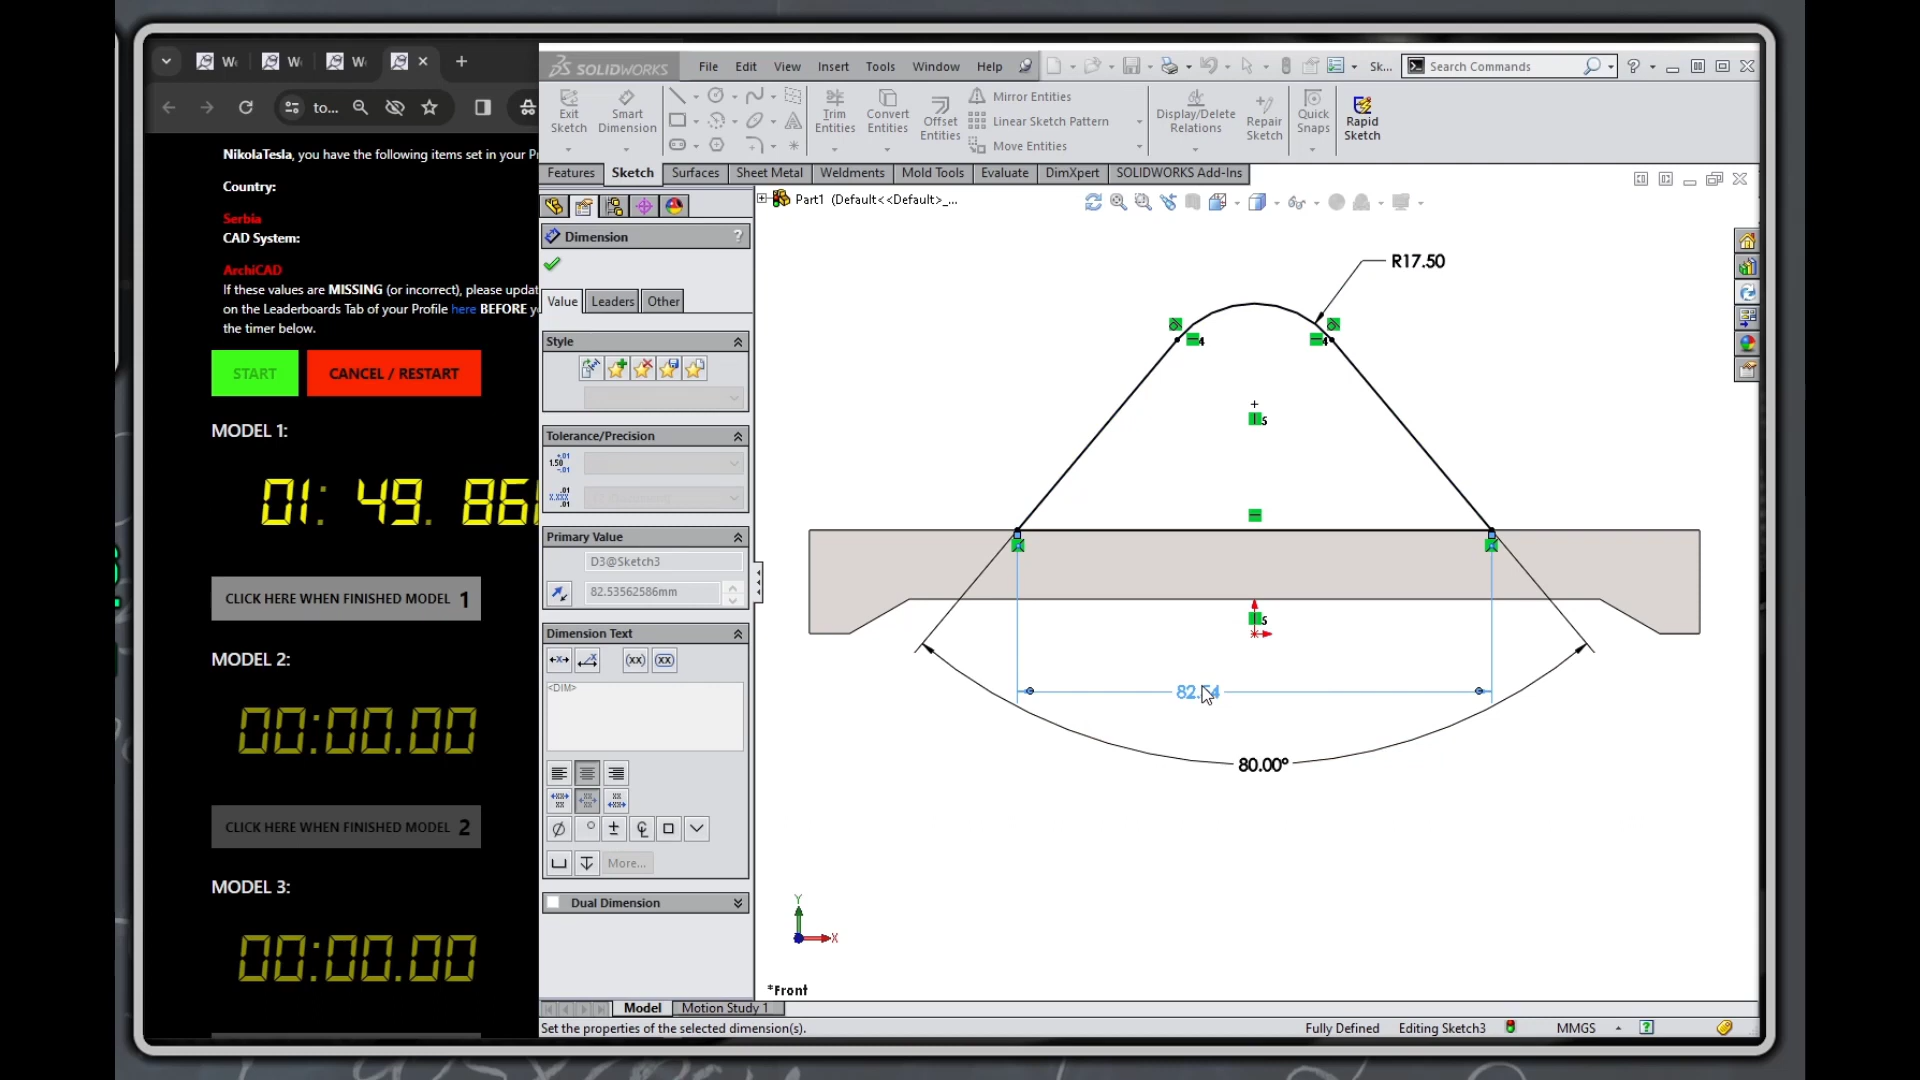 W
W
W
to...
NikolaTesla, you have the following items set in your Pr
Country:
Serbia
CAD System:
ArchiCAD
If these values are MISSING (or incorrect), please updat
on the Leaderboards Tab of your Profile here BEFORE y
the timer below.
START
CANCEL / RESTART
MODEL 1:
01: 49. 86
CLICK HERE WHEN FINISHED MODEL 1
MODEL 2:
00:00.00
CLICK HERE WHEN FINISHED MODEL 2
MODEL 3:
00:00.00
SOLIDWORKS
File
Edit
View
Insert
Tools
Window
Help
Sk...
Search Commands
Exit Sketch
Smart Dimension
Trim Entities
Convert Entities
Offset Entities
Mirror Entities
Linear Sketch Pattern
Move Entities
Display/Delete Relations
Repair Sketch
Quick Snaps
Rapid Sketch
Features
Sketch
Surfaces
Sheet Metal
Weldments
Mold Tools
Evaluate
DimXpert
SOLIDWORKS Add-Ins
Part1 (Default<<Default>_...
Dimension
?
Value
Leaders
Other
Style
Tolerance/Precision
Primary Value
D3@Sketch3
82.53562586mm
Dimension Text
(xx)
(xx)
<DIM>
More...
Dual Dimension
R17.50
4
4
5
5
80.00°
Y
X
*Front
Model
Motion Study 1
Set the properties of the selected dimension(s).
Fully Defined
Editing Sketch3
MMGS